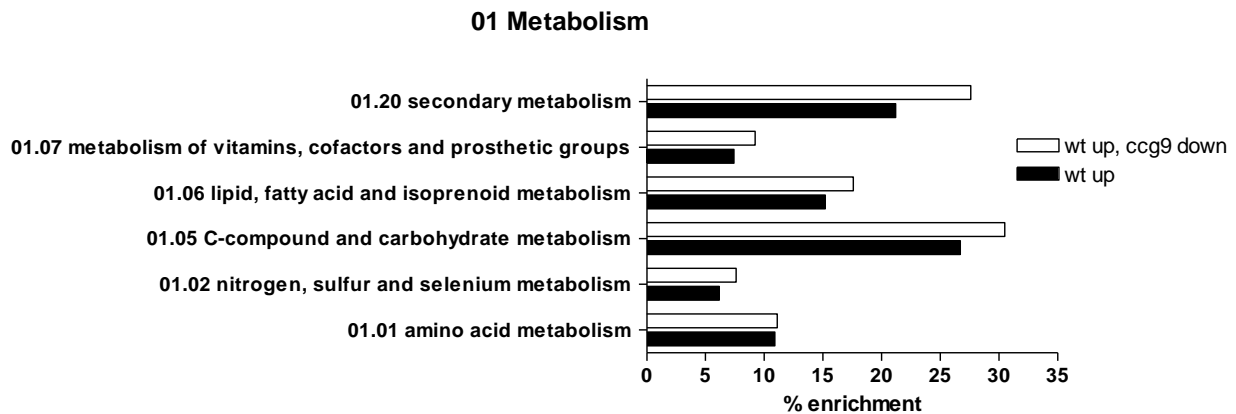 01 Metabolism
01.20 secondary metabolism
01.07 metabolism of vitamins, cofactors and prosthetic groups
01.06 lipid, fatty acid and isoprenoid metabolism
01.05 C-compound and carbohydrate metabolism
01.02 nitrogen, sulfur and selenium metabolism
01.01 amino acid metabolism
wt up, ccg9 down
wt up
0 5 10 15 20 25 30 35
% enrichment